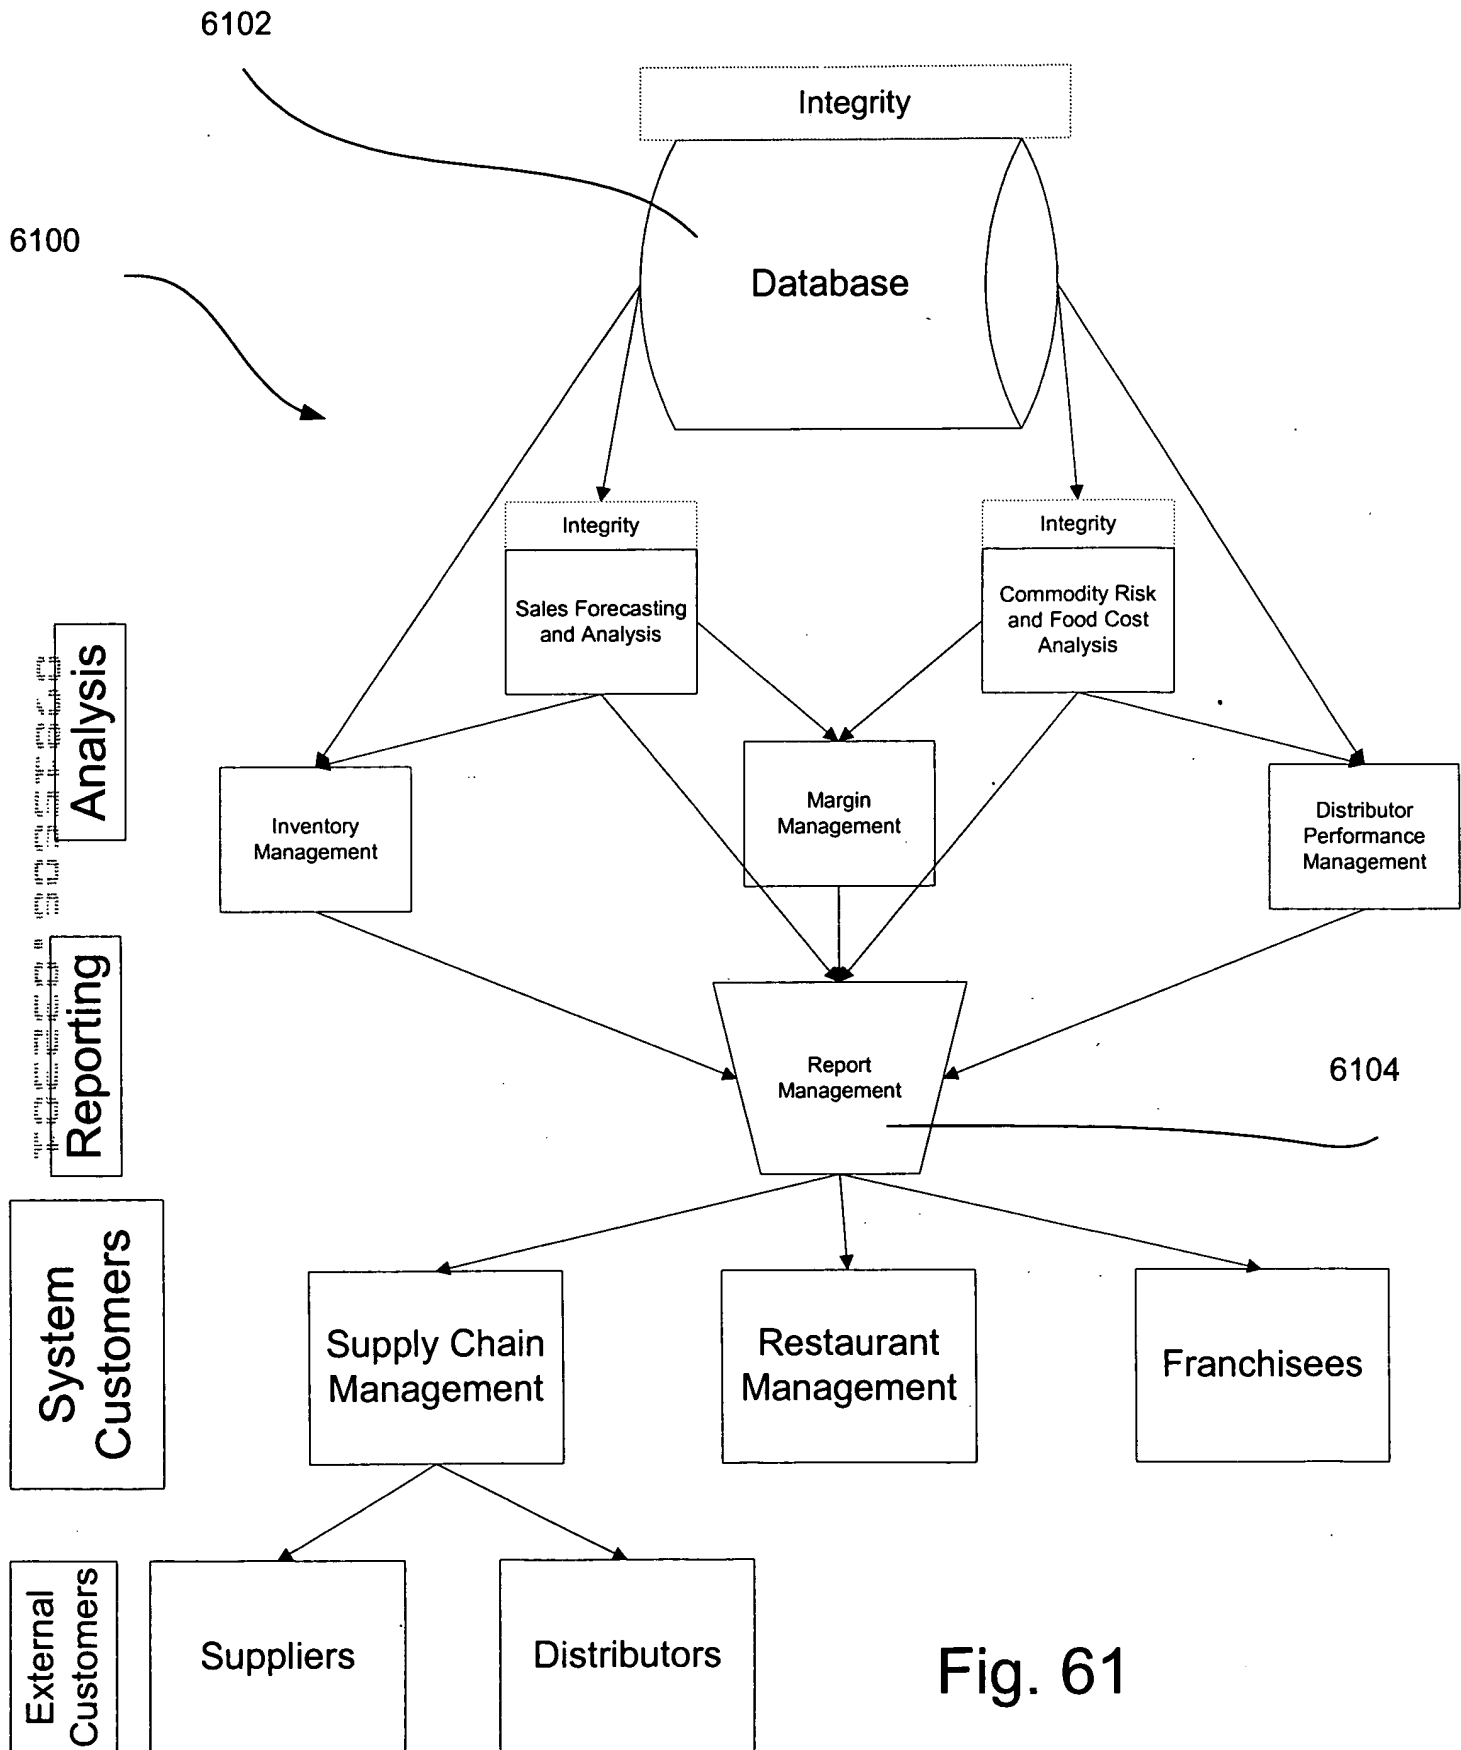 6102
Integrity
6100
Database
Integrity
Integrity
Sales Forecasting
and Analysis
Commodity Risk
and Food Cost
Analysis
Analysis
Inventory
Management
Margin
Management
Distributor
Performance
Management
Reporting
Report
Management
6104
System
Customers
Supply Chain
Management
Restaurant
Management
Franchisees
External
Customers
Suppliers
Distributors
Fig. 61